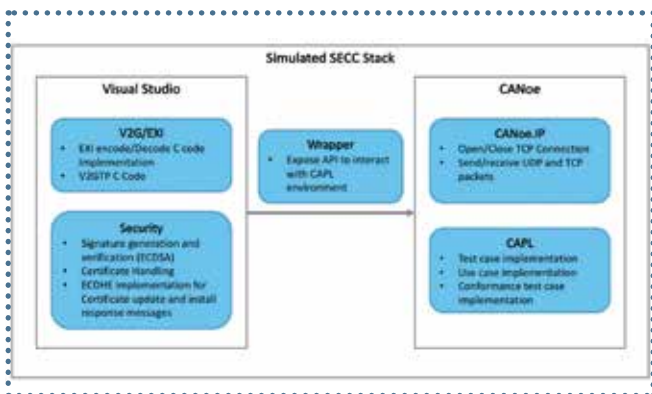 Simulated SECC Stack
Visual Studio
V2G/EXI
• EXI encode/Decode C code
Implementation
• V2GTP C Code
Security
• Signature generation and
verification (ECDSA)
• Certificate Handling
• ECDHE implementation for
Certificate update and install
response messages
Wrapper
• Expose API to interact
with CAPL
environment
CANoe
CANoe.IP
• Open/Close TCP Connection
• Send/receive UDP and TCP
packets
CAPL
• Test case implementation
• Use case implementation
• Conformance test case
implementation